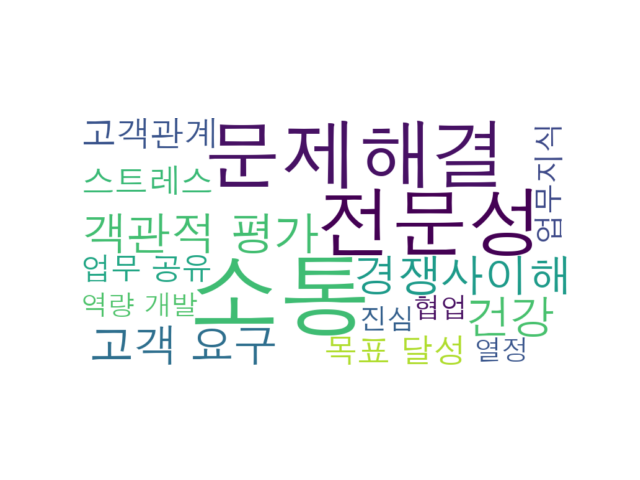 고객관계
문제해결
업무지식
스트레스
전문성
객관적 평가
업무 공유
소통
경쟁사이해
역량 개발
진심
협업
건강
고객 요구
목표 달성
열정